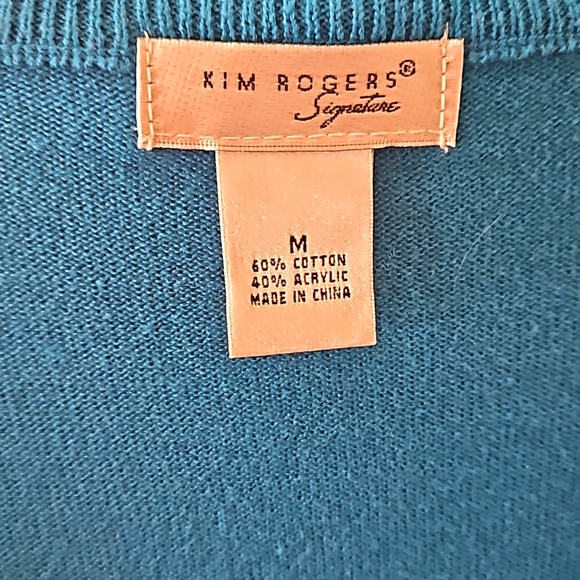 KIM ROGERS®
Signature
M
60% COTTON
40% ACRYLIC
MADE IN CHINA